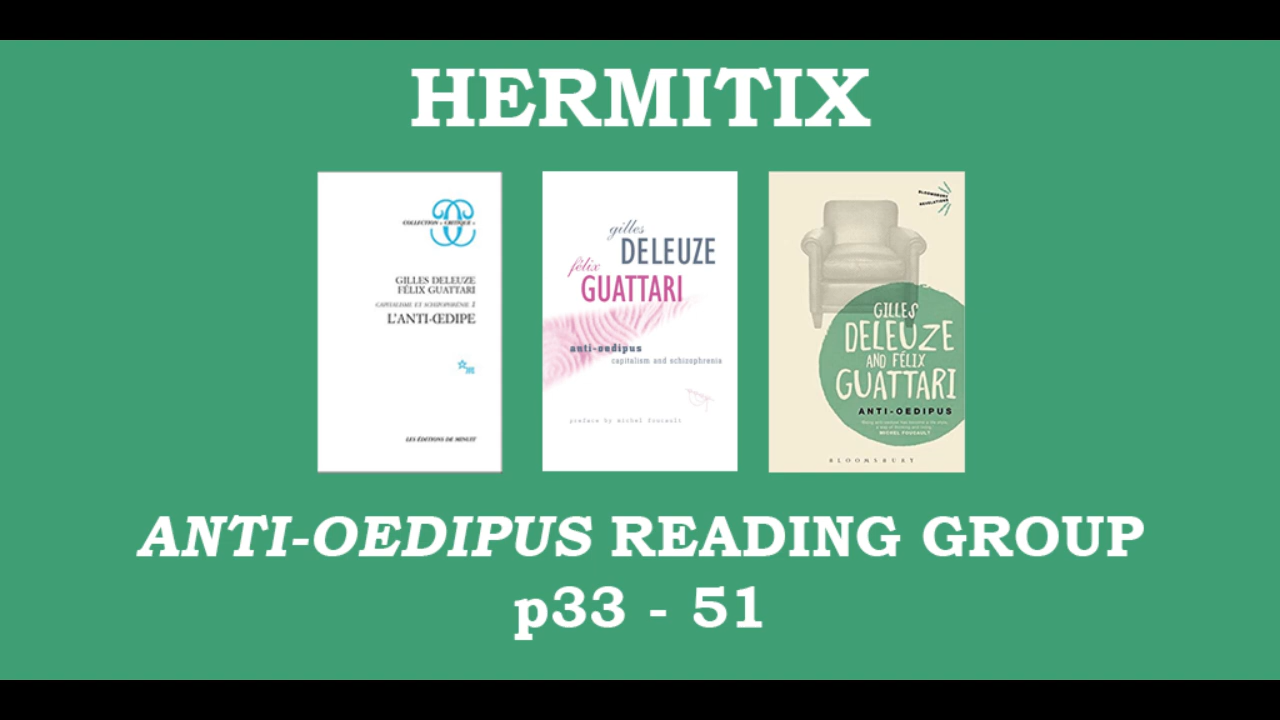 HERMITIX
COLLECTION « CRITIQUE »
GILLES DELEUZE
FÉLIX GUATTARI
CAPITALISME ET SCHIZOPHRÉNIE 1
L'ANTI-ŒDIPE
LES ÉDITIONS DE MINUIT
gilles
DELEUZE
félix
GUATTARI
anti-oedipus
capitalism and schizophrenia
preface by michel foucault
BLOOMSBURY
REVELATIONS
GILLES
DELEUZE
AND FÉLIX
GUATTARI
ANTI-OEDIPUS
MICHEL FOUCAULT
BLOOMSBURY
ANTI-OEDIPUS READING GROUP
p33 - 51